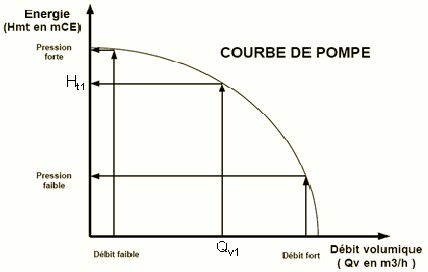 Energie
(Hmt en mCE)
COURBE DE POMPE
Pression
forte
Ht1
Pression
faible
Débit faible
Qv1
Débit fort
Débit volumique
( Qv en m3/h )